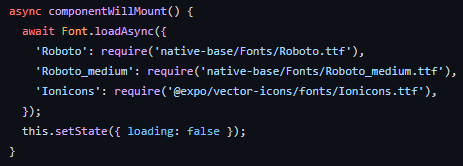 async componentWillMount() {
await Font.loadAsync({
'Roboto': require('native-base/Fonts/Roboto.ttf'),
'Roboto_medium': require('native-base/Fonts/Roboto_medium.ttf'),
'Ionicons': require('@expo/vector-icons/fonts/Ionicons.ttf'),
});
this.setState({ loading: false });
}